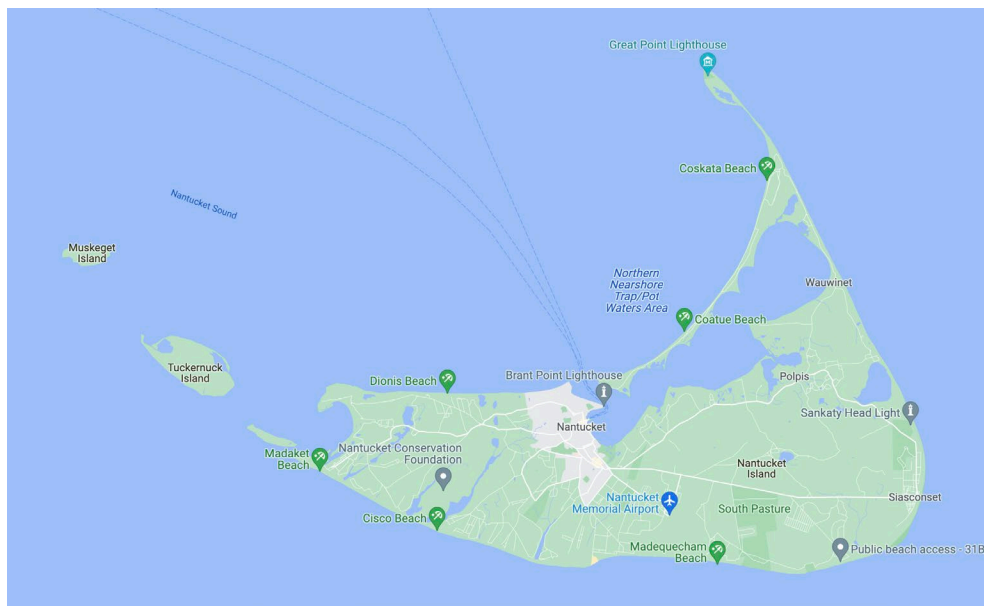 Great Point Lighthouse
Coskata Beach
Nantucket Sound
Muskeget
Island
Northern
Nearshore
Trap/Pot
Waters Area
Wauwinet
Coatue Beach
Tuckernuck
Island
Dionis Beach
Brant Point Lighthouse
Polpis
Sankaty Head Light
Nantucket
Madaket
Beach
Nantucket Conservation
Foundation
Nantucket
Island
Nantucket
Memorial Airport
Siasconset
South Pasture
Cisco Beach
Madequecham
Beach
Public beach access - 31B